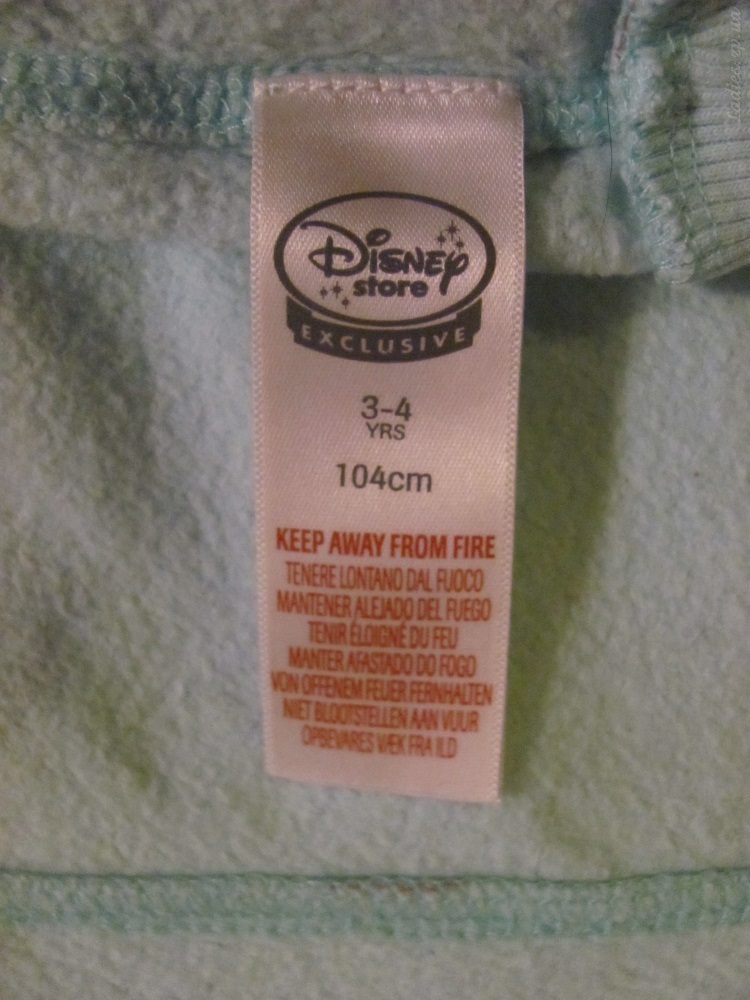 Disney
store
EXCLUSIVE
3-4
YRS
104cm
KEEP AWAY FROM FIRE
TENERE LONTANO DAL FUOCO
MANTENER ALEJADO DEL FUEGO
TENIR ÉLOIGNÉ DU FEU
MANTER AFASTADO DO FOGO
VON OFFENEM FEUER FERNHALTEN
NIET BLOOTSTELLEN AAN VUUR
OPBEVARES VÆK FRA ILD